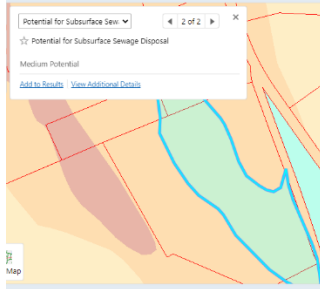 Potential for Subsurface Sew
2 of 2
Potential for Subsurface Sewage Disposal
Medium Potential
Add to Results | View Additional Details
Map